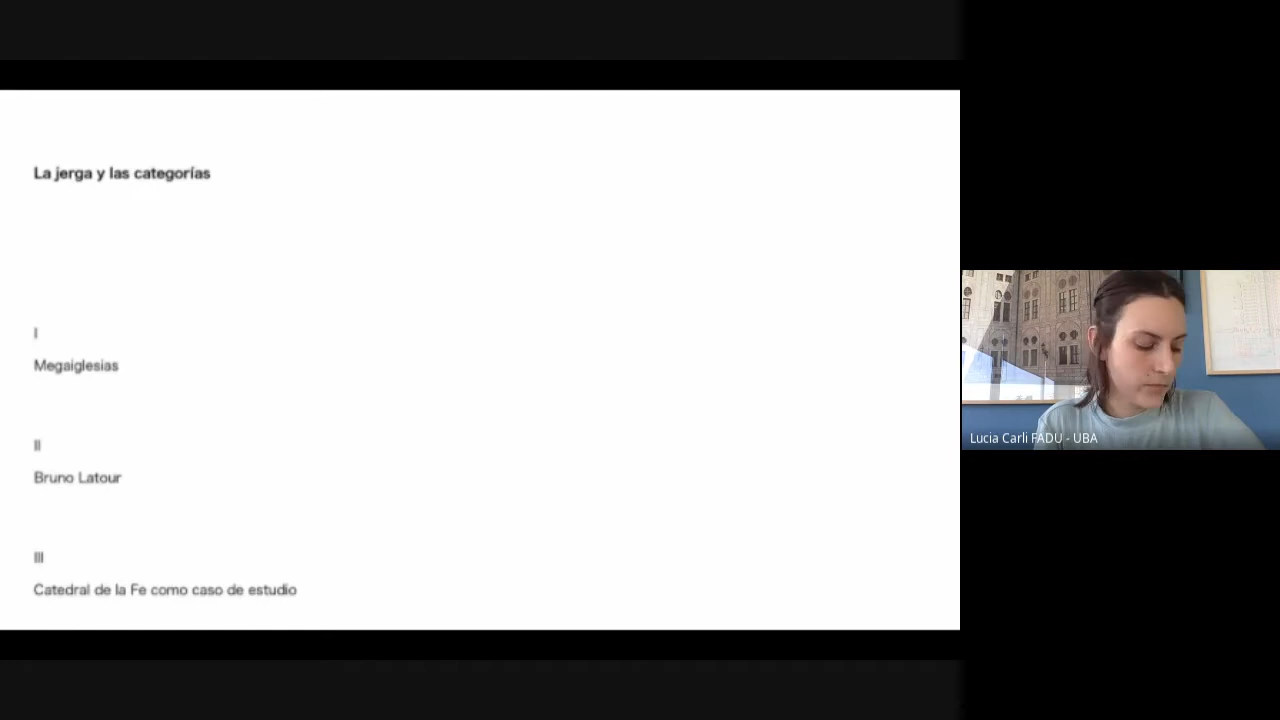 La jerga y las categorías
I
Megaiglesias
II
Bruno Latour
III
Catedral de la Fe como caso de estudio
Lucia Carli FADU - UBA